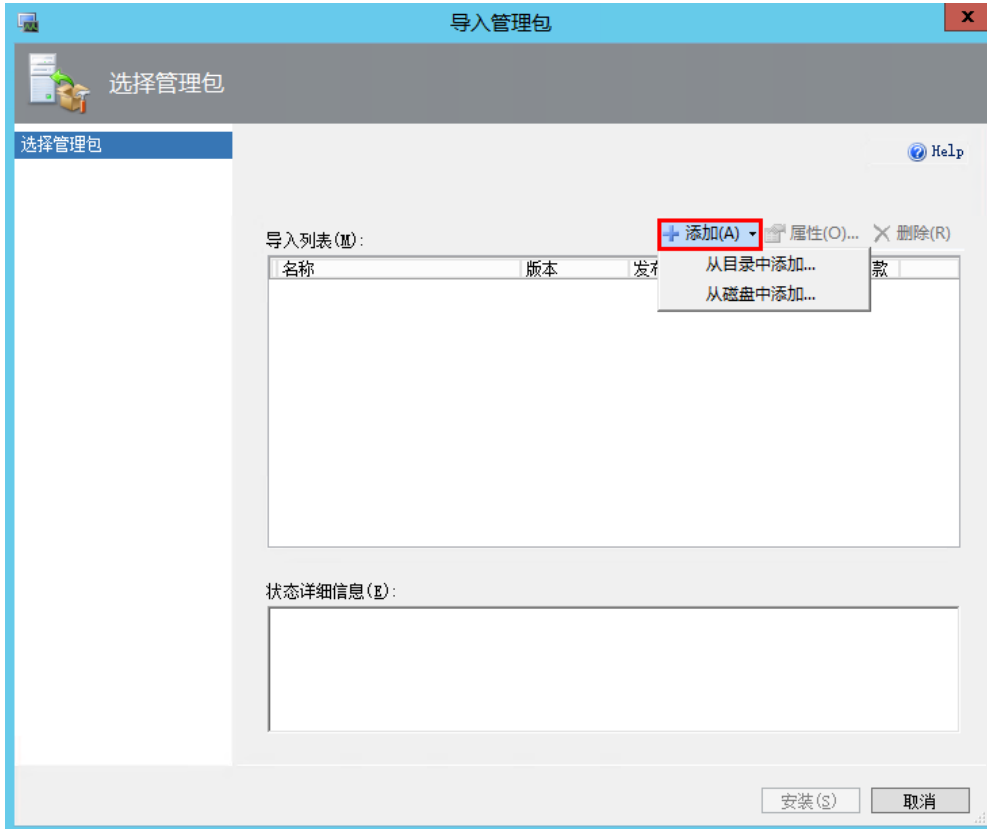 导入管理包
x
选择管理包
选择管理包
Help
导入列表(M):
添加(A) 属性(O)... 删除(R)
名称 版本 款
从目录中添加...
从磁盘中添加...
状态详细信息(E):
安装(S) 取消